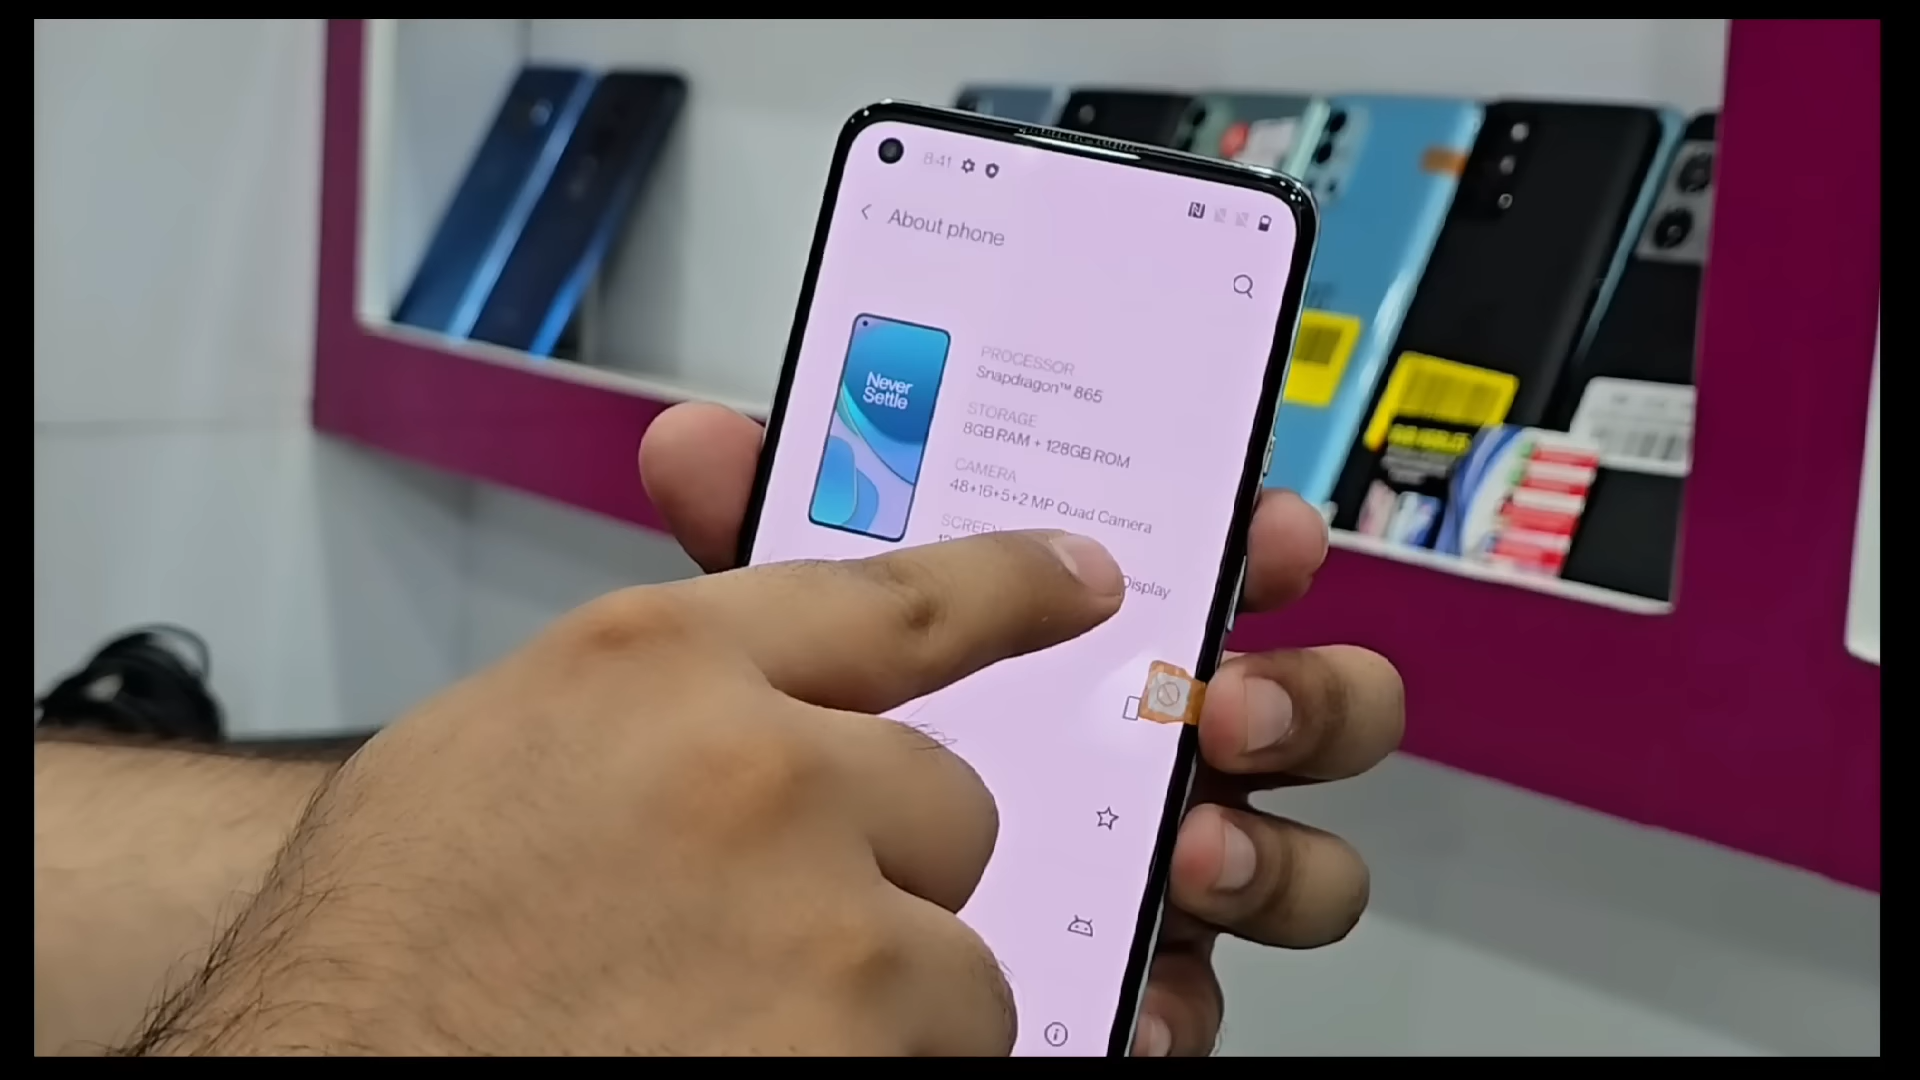 8:41
About phone
Never
Settle
PROCESSOR
Snapdragon™ 865
STORAGE
8GB RAM + 128GB ROM
CAMERA
48+16+5+2 MP Quad Camera
SCREEN
Display